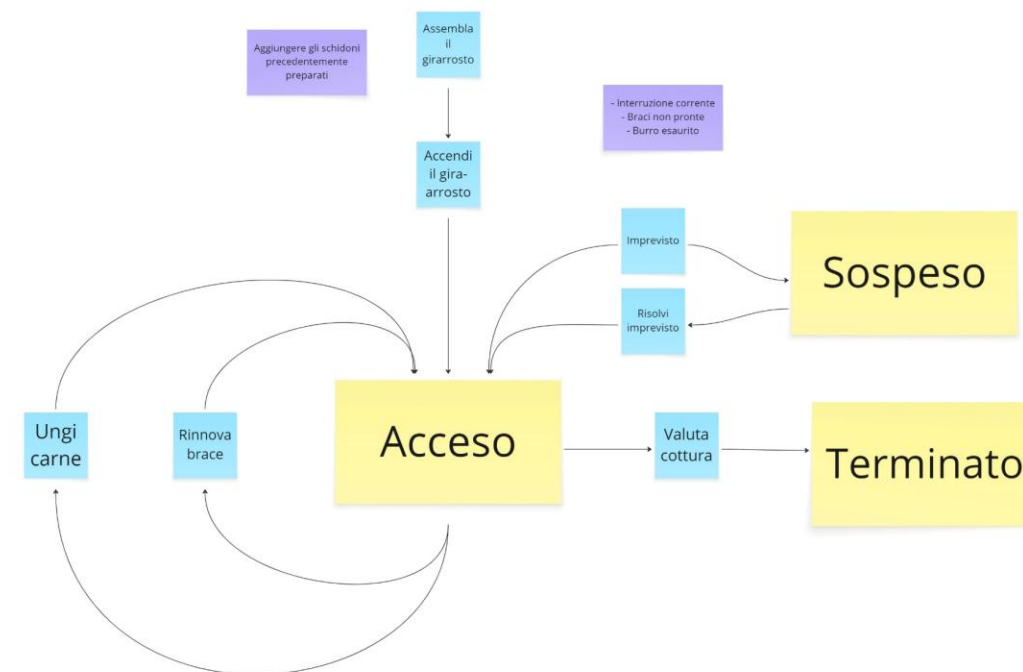 Assembla
il
girarrosto
Aggiungere gli schidoni
precedentemente
preparati
- Interruzione corrente
- Braci non pronte
- Burro esaurito
Accendi
il gira-
arrosto
Imprevisto
Sospeso
Risolvi
imprevisto
Ungi
carne
Rinnova
brace
Acceso
Valuta
cottura
Terminato